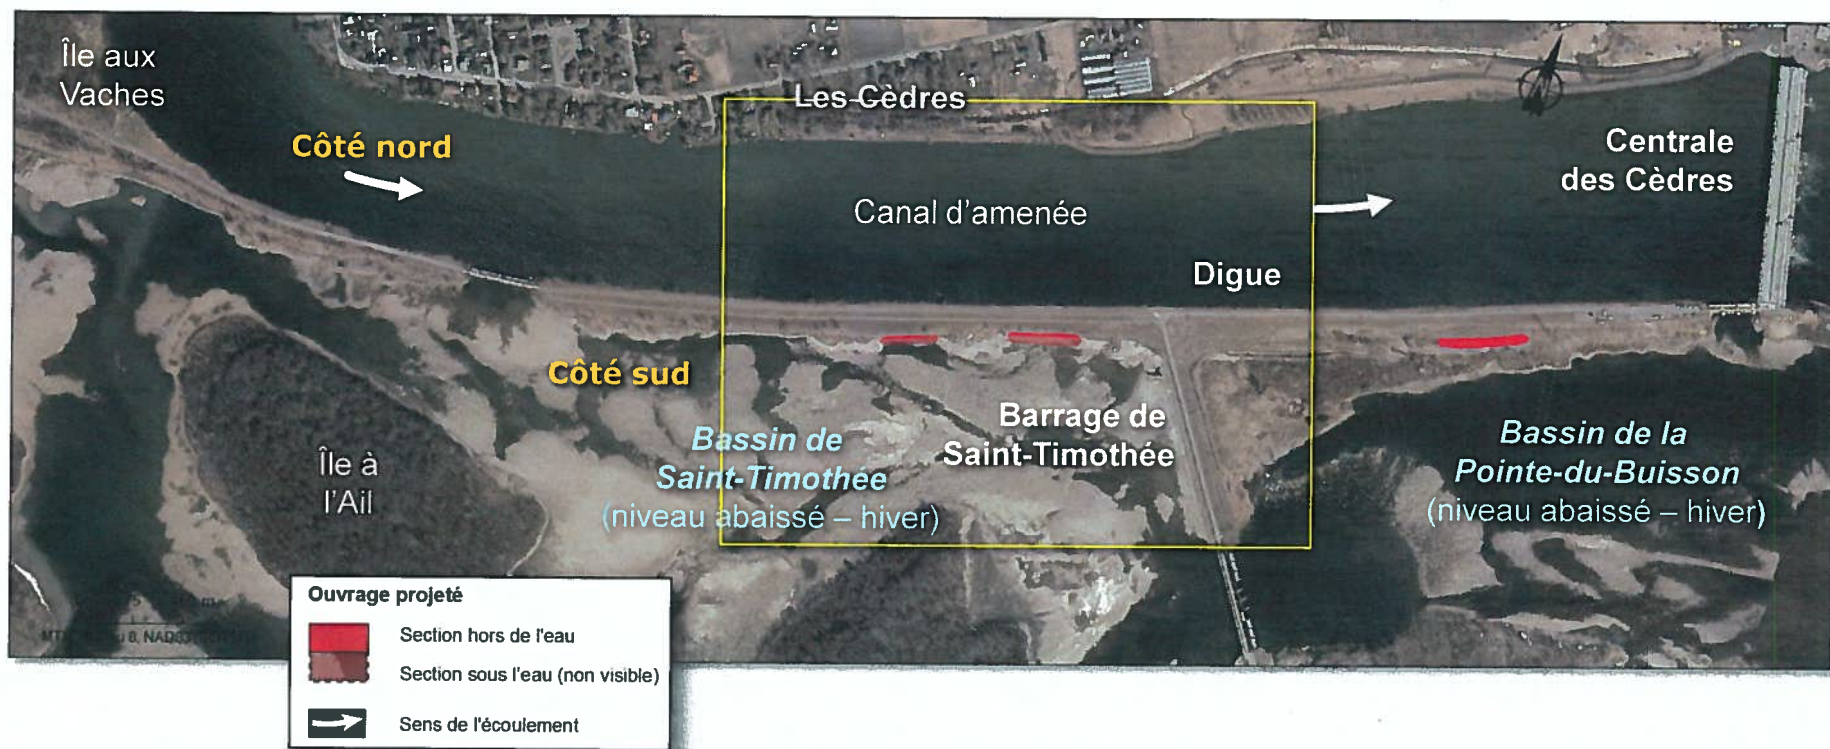 Île aux
Vaches
Côté nord
Les Cèdres
Centrale
des Cèdres
Canal d'amenée
Digue
Côté sud
Île à
l'Ail
Bassin de
Saint-Timothée
(niveau abaissé – hiver)
Barrage de
Saint-Timothée
Bassin de la
Pointe-du-Buisson
(niveau abaissé – hiver)
Ouvrage projeté
Section hors de l'eau
Section sous l'eau (non visible)
Sens de l'écoulement